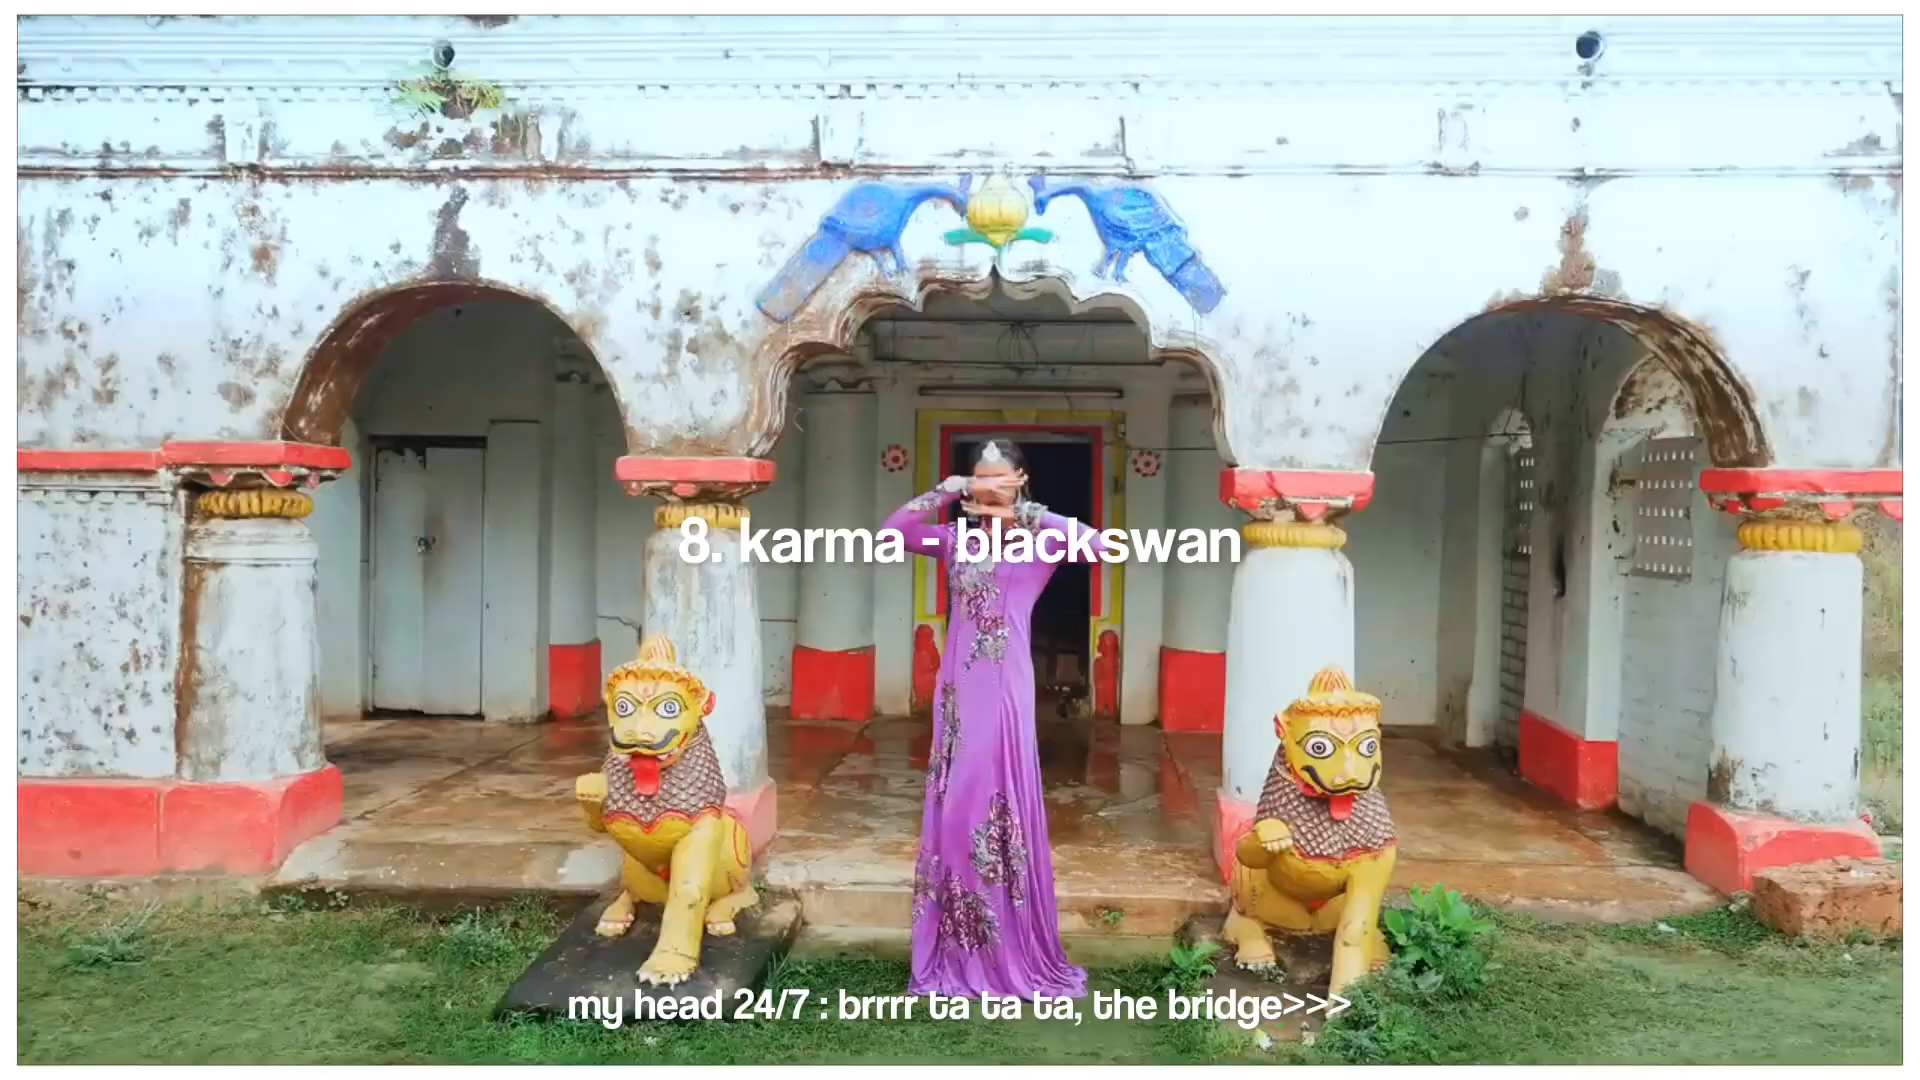 8. karma - blackswan
my head 24/7 : brrrr ta ta ta, the bridge>>>